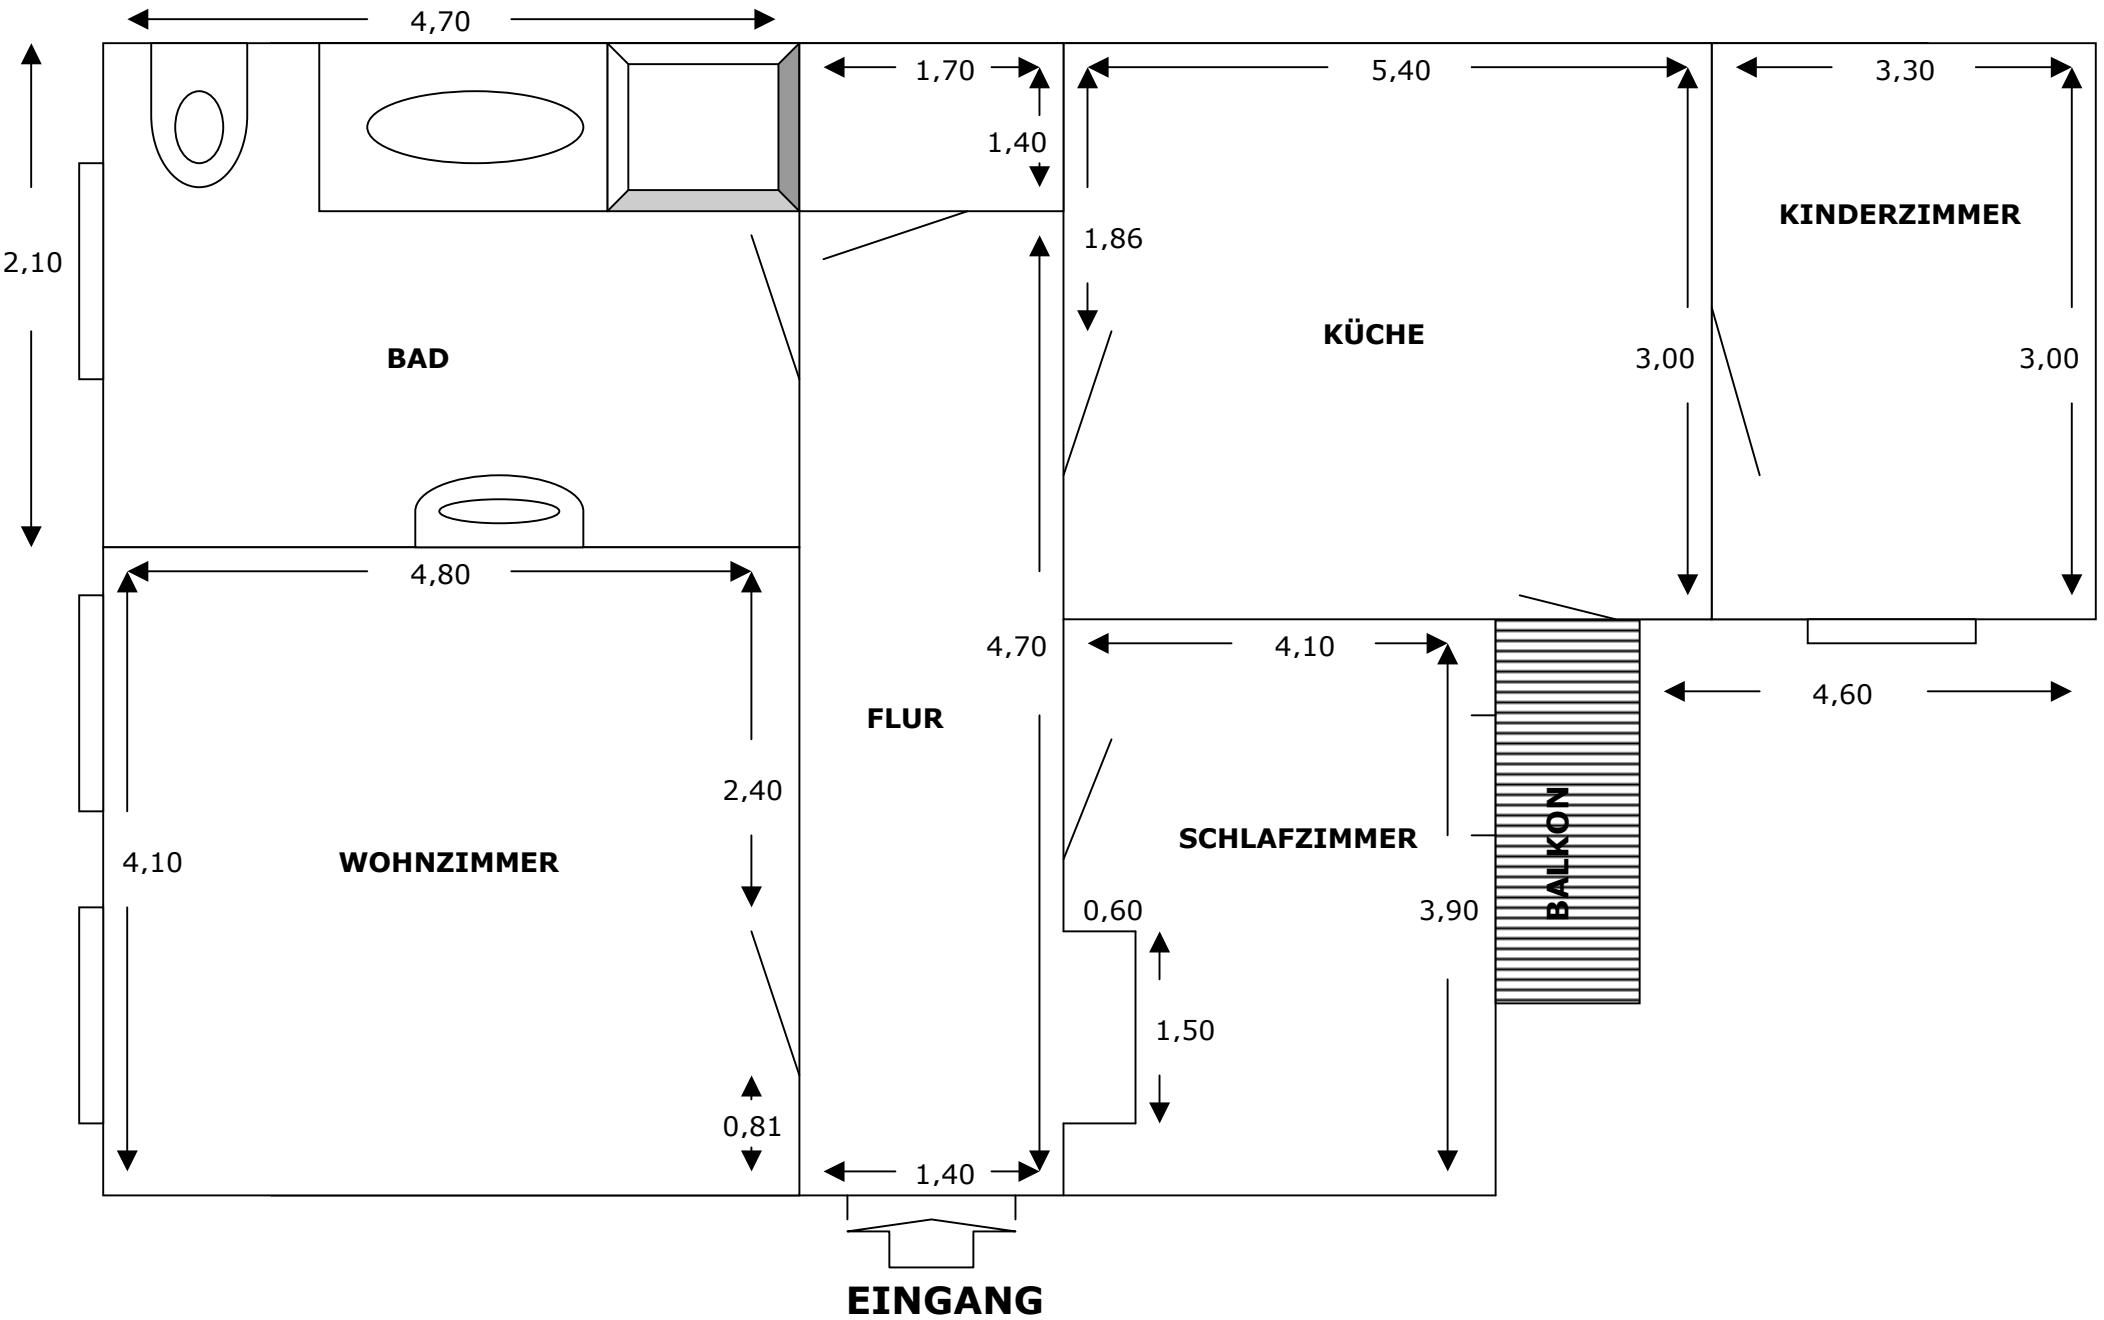 4,70
1,70
5,40
3,30
1,40
KINDERZIMMER
1,86
2,10
KÜCHE
BAD
3,00
3,00
4,80
4,70
4,10
4,60
FLUR
2,40
SCHLAFZIMMER
BALKON
4,10
WOHNZIMMER
0,60
3,90
1,50
0,81
1,40
EINGANG